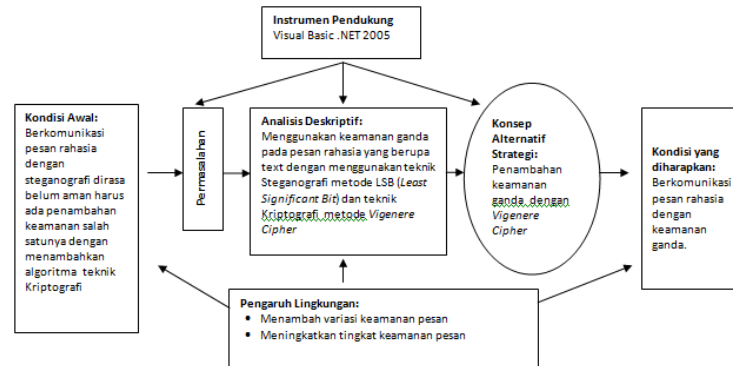 Instrumen Pendukung
Visual Basic .NET 2005
Kondisi Awal:
Berkomunikasi
pesan rahasia
dengan
steganografi dirasa
belum aman harus
ada penambahan
keamanan salah
satunya dengan
menambahkan
algoritma teknik
Kriptografi
Permasalahan
Analisis Deskriptif:
Menggunakan keamanan ganda
pada pesan rahasia yang berupa
text dengan menggunakan teknik
Steganografi metode LSB (Least
Significant Bit) dan teknik
Kriptografi metode Vigenere
Cipher
Konsep
Alternatif
Strategi:
Penambahan
keamanan
ganda dengan
Vigenere
Cipher
Kondisi yang
diharapkan:
Berkomunikasi
pesan rahasia
dengan
keamanan
ganda.
Pengaruh Lingkungan:
• Menambah variasi keamanan pesan
• Meningkatkan tingkat keamanan pesan